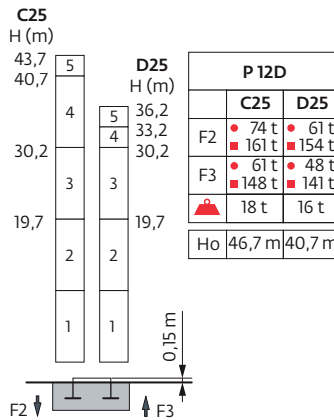 C25
H (m)
43,7
40,7
30,2
19,7
5
4
3
2
1
D25
H (m)
36,2
33,2
30,2
19,7
5
4
3
2
1
0,15 m
F2
F3
P 12D
C25 D25
F2 74 t 61 t
161 t 154 t
F3 61 t 48 t
148 t 141 t
18 t 16 t
Ho 46,7 m 40,7 m